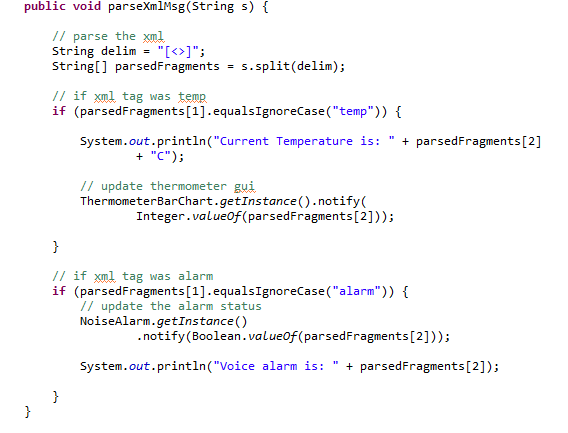 public void parseXmlMsg(String s) {
// parse the xml
String delim = "[<>]";
String[] parsedFragments = s.split(delim);
// if xml tag was temp
if (parsedFragments[1].equalsIgnoreCase("temp")) {
System.out.println("Current Temperature is: " + parsedFragments[2]
+ "C");
// update thermometer gui
ThermometerBarChart.getInstance().notify(
Integer.valueOf(parsedFragments[2]));
}
// if xml tag was alarm
if (parsedFragments[1].equalsIgnoreCase("alarm")) {
// update the alarm status
NoiseAlarm.getInstance()
.notify(Boolean.valueOf(parsedFragments[2]));
System.out.println("Voice alarm is: " + parsedFragments[2]);
}
}